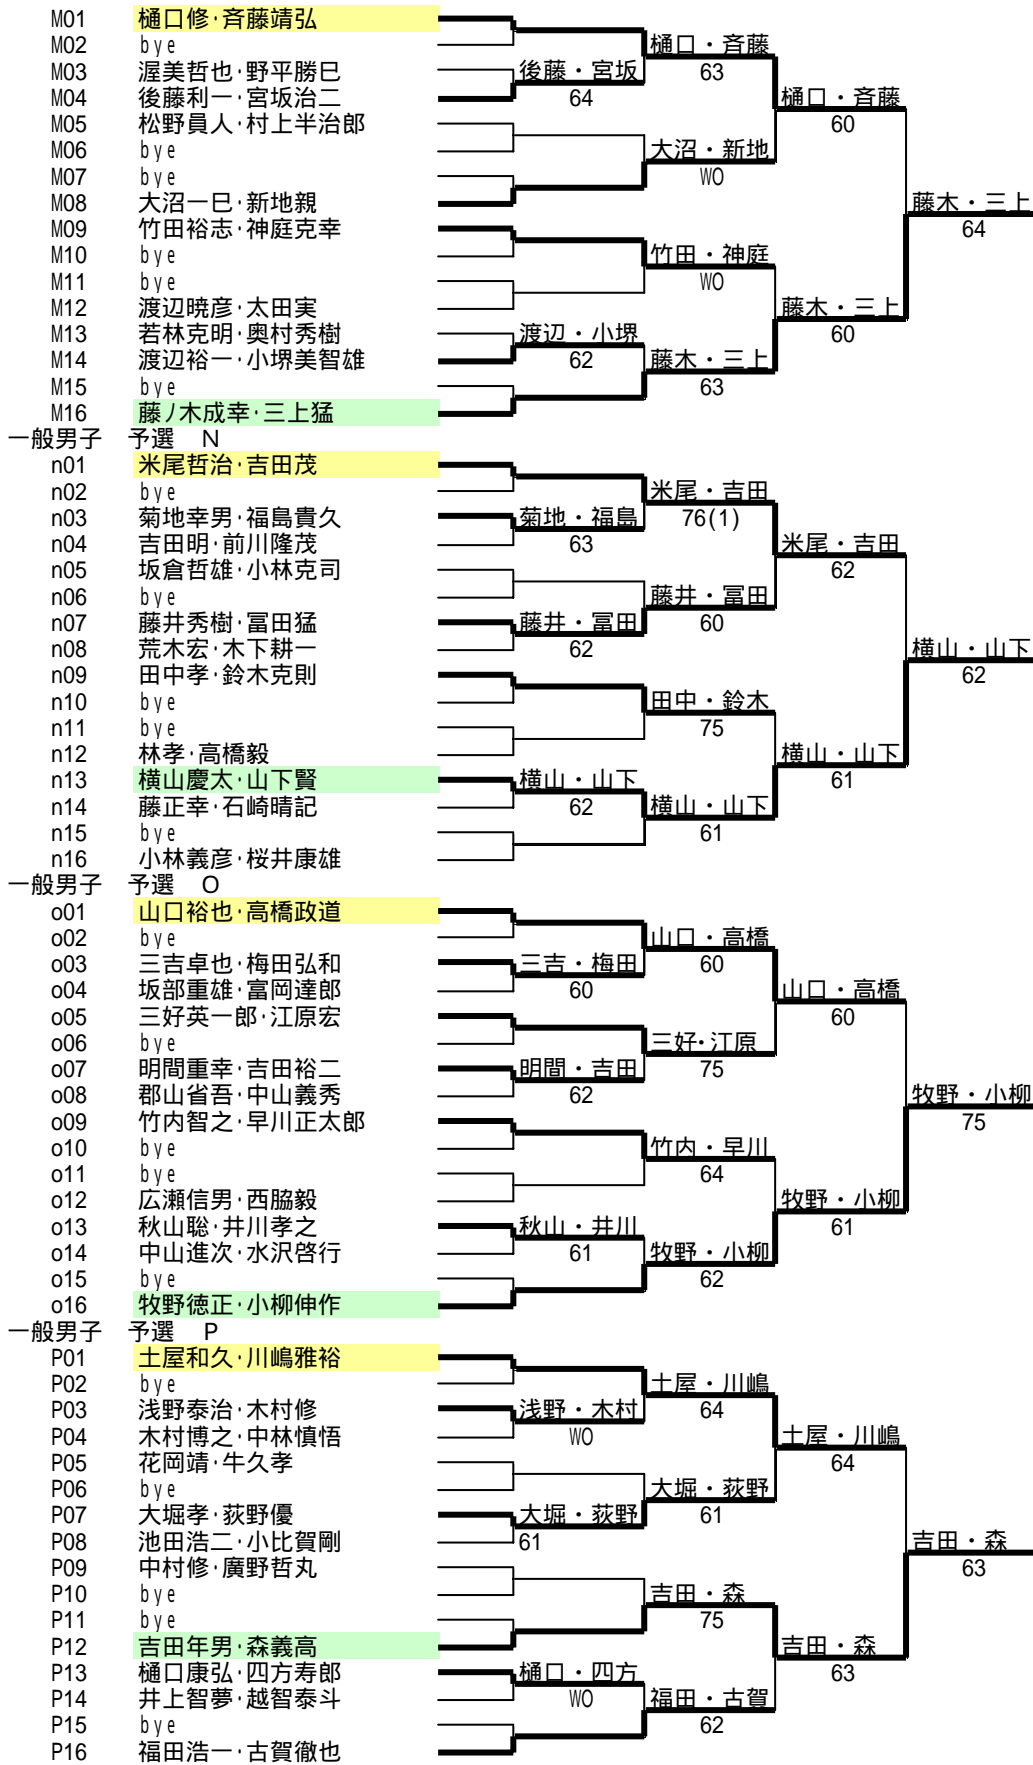 M01 樋口修･斉藤靖弘
M02 bye 樋口・斉藤
M03 渥美哲也･野平勝巳 後藤・宮坂 63
M04 後藤利一･宮坂治二 64 樋口・斉藤
M05 松野員人･村上半治郎 60
M06 bye 大沼・新地
M07 bye WO
M08 大沼一巳･新地親 藤木・三上
M09 竹田裕志･神庭克幸 64
M10 bye 竹田・神庭
M11 bye WO
M12 渡辺暁彦･太田実 藤木・三上
M13 若林克明･奥村秀樹 渡辺・小堺 60
M14 渡辺裕一･小堺美智雄 62 藤木・三上
M15 bye 63
M16 藤ノ木成幸･三上猛
一般男子 予選 N
n01 米尾哲治･吉田茂
n02 bye 米尾・吉田
n03 菊地幸男･福島貴久 菊地・福島 76(1)
n04 吉田明･前川隆茂 63 米尾・吉田
n05 坂倉哲雄･小林克司 62
n06 bye 藤井・冨田
n07 藤井秀樹･冨田猛 藤井・冨田 60
n08 荒木宏･木下耕一 62 横山・山下
n09 田中孝･鈴木克則 62
n10 bye 田中・鈴木
n11 bye 75
n12 林孝･高橋毅 横山・山下
n13 横山慶太･山下賢 横山・山下 61
n14 藤正幸･石崎晴記 62 横山・山下
n15 bye 61
n16 小林義彦･桜井康雄
一般男子 予選 O
o01 山口裕也･高橋政道
o02 bye 山口・高橋
o03 三吉卓也･梅田弘和 三吉・梅田 60
o04 坂部重雄･富岡達郎 60 山口・高橋
o05 三好英一郎･江原宏 60
o06 bye 三好･江原
o07 明間重幸･吉田裕二 明間・吉田 75
o08 郡山省吾･中山義秀 62 牧野・小柳
o09 竹内智之･早川正太郎 75
o10 bye 竹内・早川
o11 bye 64
o12 広瀬信男･西脇毅 牧野・小柳
o13 秋山聡･井川孝之 秋山・井川 61
o14 中山進次･水沢啓行 61 牧野・小柳
o15 bye 62
o16 牧野徳正･小柳伸作
一般男子 予選 P
P01 土屋和久･川嶋雅裕
P02 bye 土屋・川嶋
P03 浅野泰治･木村修 浅野・木村 64
P04 木村博之･中林慎悟 WO 土屋・川嶋
P05 花岡靖･牛久孝 64
P06 bye 大堀・荻野
P07 大堀孝･荻野優 大堀・荻野 61
P08 池田浩二･小比賀剛 61 吉田・森
P09 中村修･廣野哲丸 63
P10 bye 吉田・森
P11 bye 75
P12 吉田年男･森義高 吉田・森
P13 樋口康弘･四方寿郎 樋口・四方 63
P14 井上智夢･越智泰斗 WO 福田・古賀
P15 bye 62
P16 福田浩一･古賀徹也